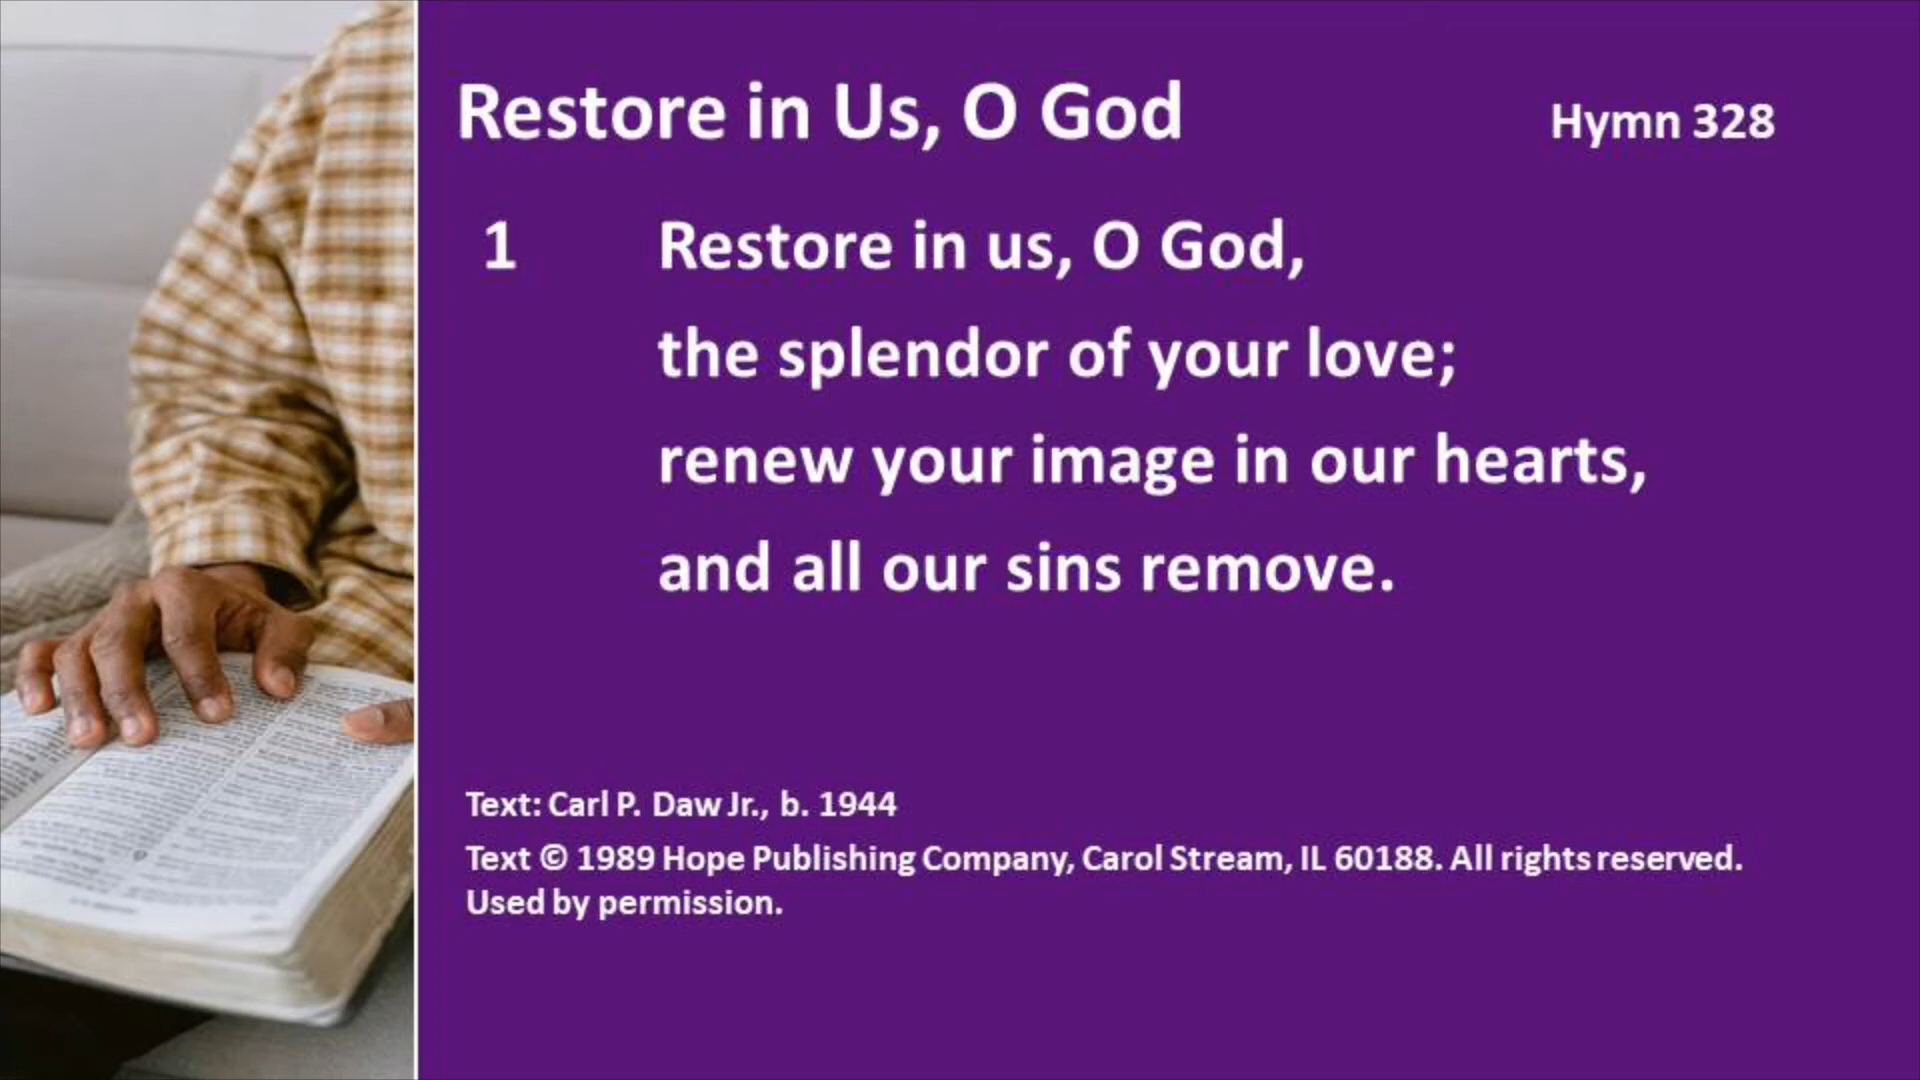 Restore in Us, O God
Hymn 328
1 Restore in us, O God,
the splendor of your love;
renew your image in our hearts,
and all our sins remove.
Text: Carl P. Daw Jr., b. 1944
Text © 1989 Hope Publishing Company, Carol Stream, IL 60188. All rights reserved.
Used by permission.